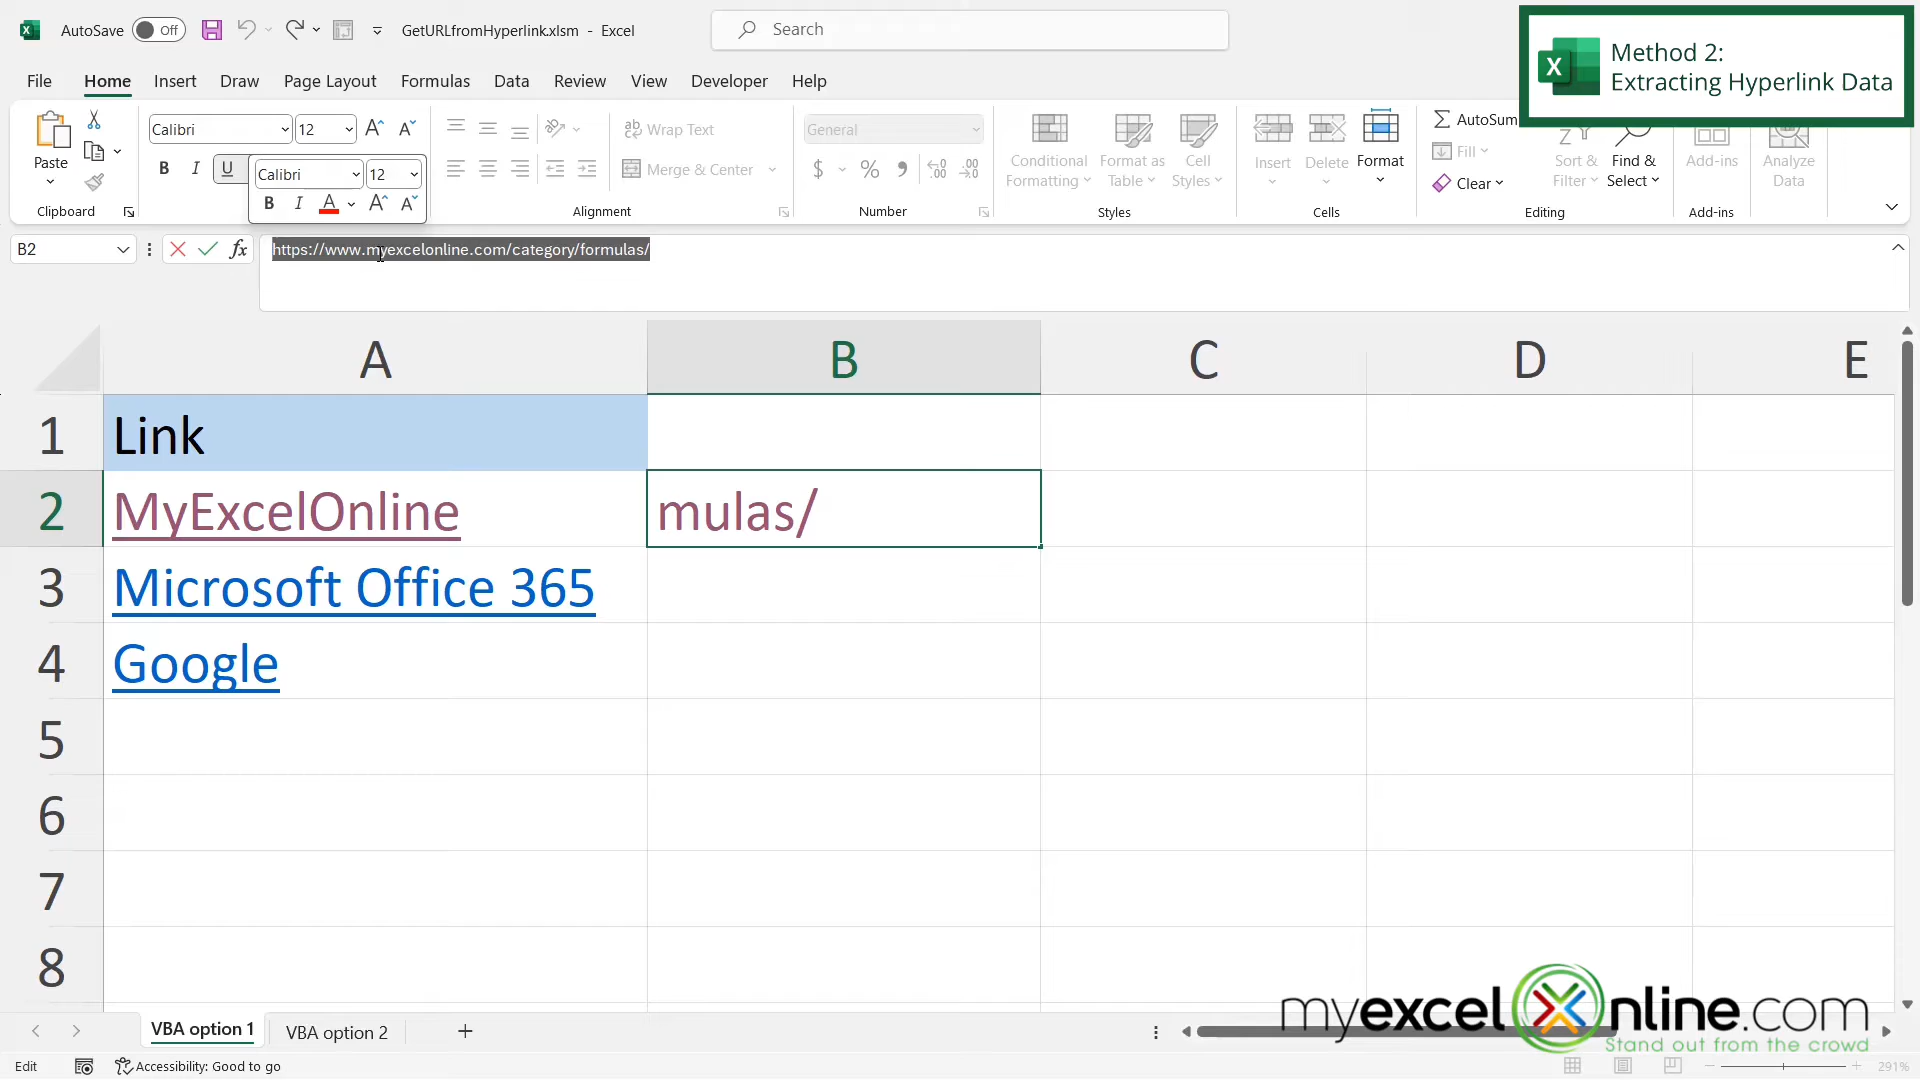 AutoSave Off GetURLfromHyperlink.xlsm - Excel Search
Method 2:
Extracting Hyperlink Data
File Home Insert Draw Page Layout Formulas Data Review View Developer Help
Paste
Clipboard
Calibri 12
B I U
Calibri 12
B I A A A
ab Wrap Text
Merge & Center
Alignment
General
$ % 9
Number
Conditional Formatting
Format as Table
Cell Styles
Styles
Insert
Delete
Format
Cells
AutoSum
Fill
Clear
Sort & Filter
Find & Select
Editing
Add-ins
Add-ins
Analyze Data
B2 fx https://www.myexcelonline.com/category/formulas/
A B C D E
1 Link
2 MyExcelOnline mulas/
3 Microsoft Office 365
4 Google
5
6
7
8
myexcelonline.com
Stand out from the crowd
VBA option 1 VBA option 2 +
Edit Accessibility: Good to go 291%